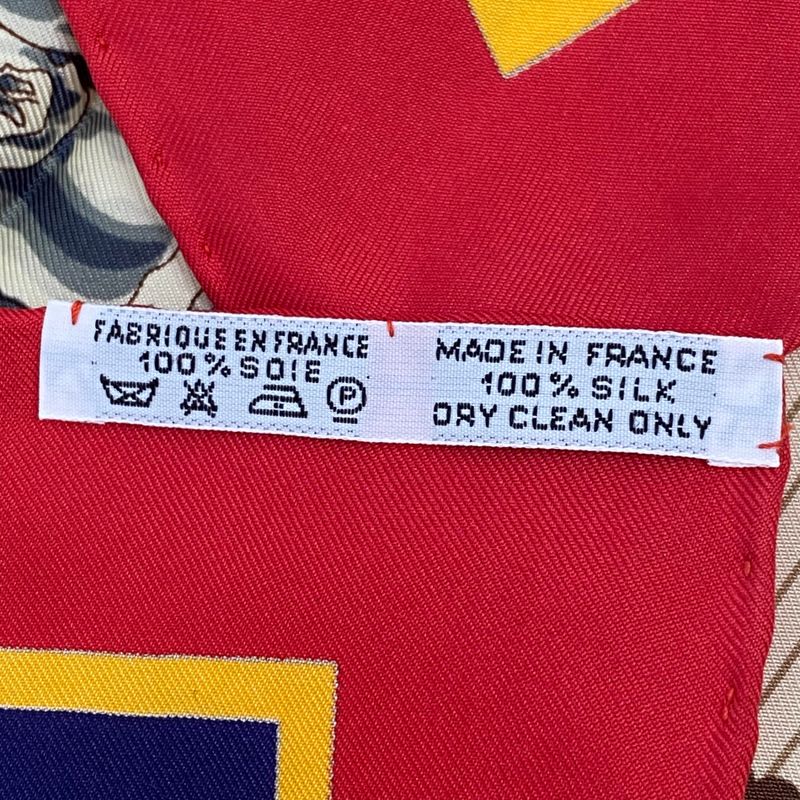 FABRIQUE EN FRANCE
100% SOIE
P
MADE IN FRANCE
100% SILK
DRY CLEAN ONLY